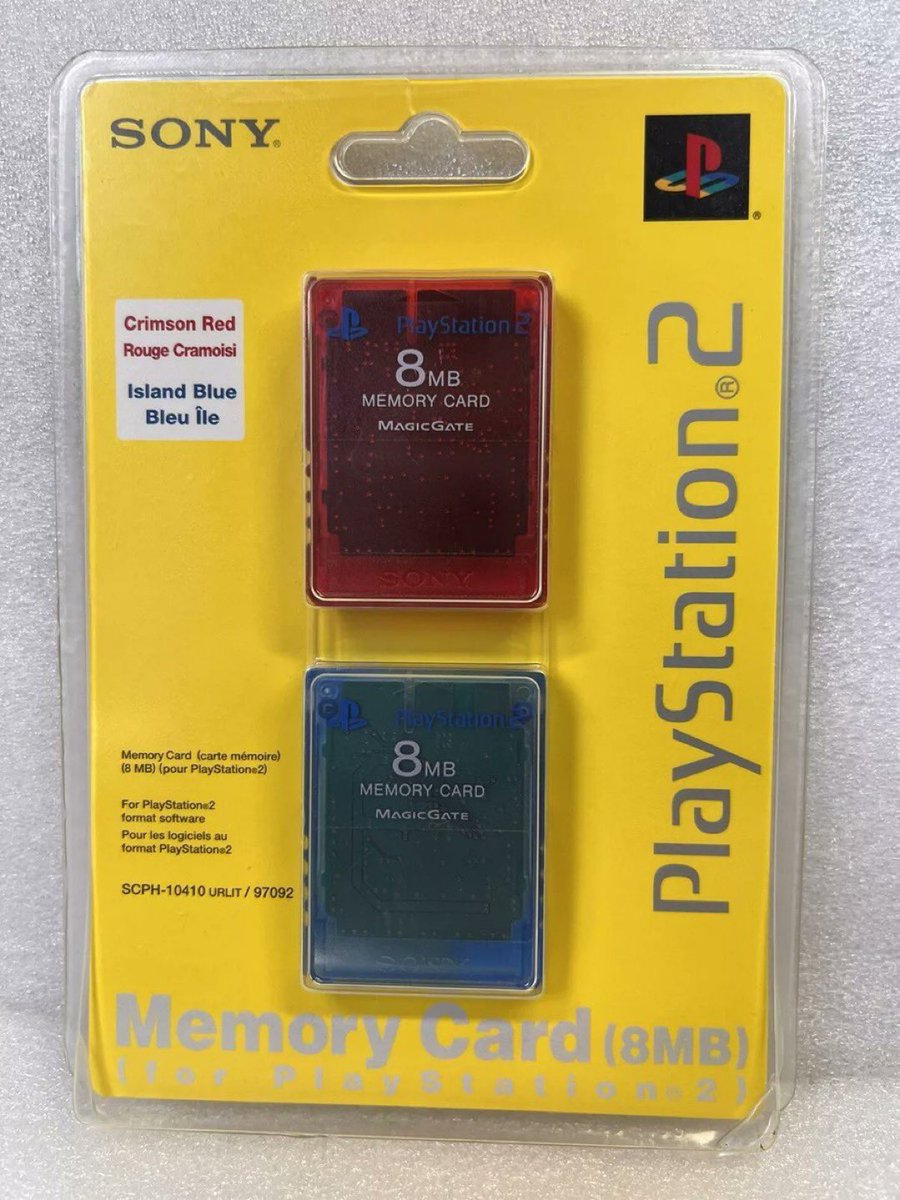 SONY®
PlayStation®2
Crimson Red
Rouge Cramoisi
Island Blue
Bleu Île
PlayStation 2
8MB
MEMORY CARD
MAGICGATE
SONY
PlayStation 2
8MB
MEMORY CARD
MAGICGATE
SONY
Memory Card (carte mémoire)
(8 MB) (pour PlayStation®2)
For PlayStation®2
format software
Pour les logiciels au
format PlayStation®2
SCPH-10410 URLIT / 97092
Memory Card (8MB)
(for PlayStation®2)